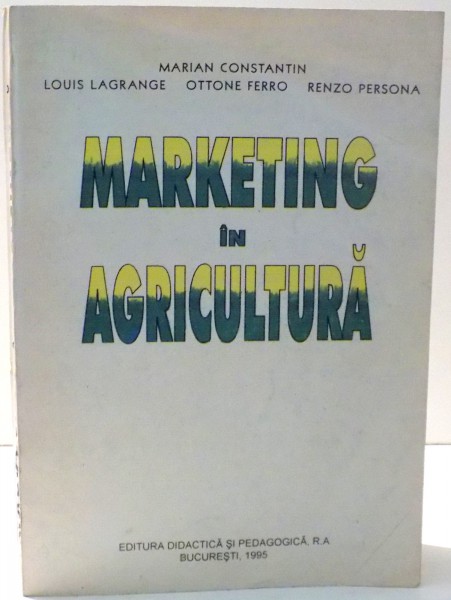 MARIAN CONSTANTIN
LOUIS LAGRANGE OTTONE FERRO RENZO PERSONA
MARKETING
ÎN
AGRICULTURĂ
EDITURA DIDACTICĂ ŞI PEDAGOGICĂ, R.A
BUCUREŞTI, 1995